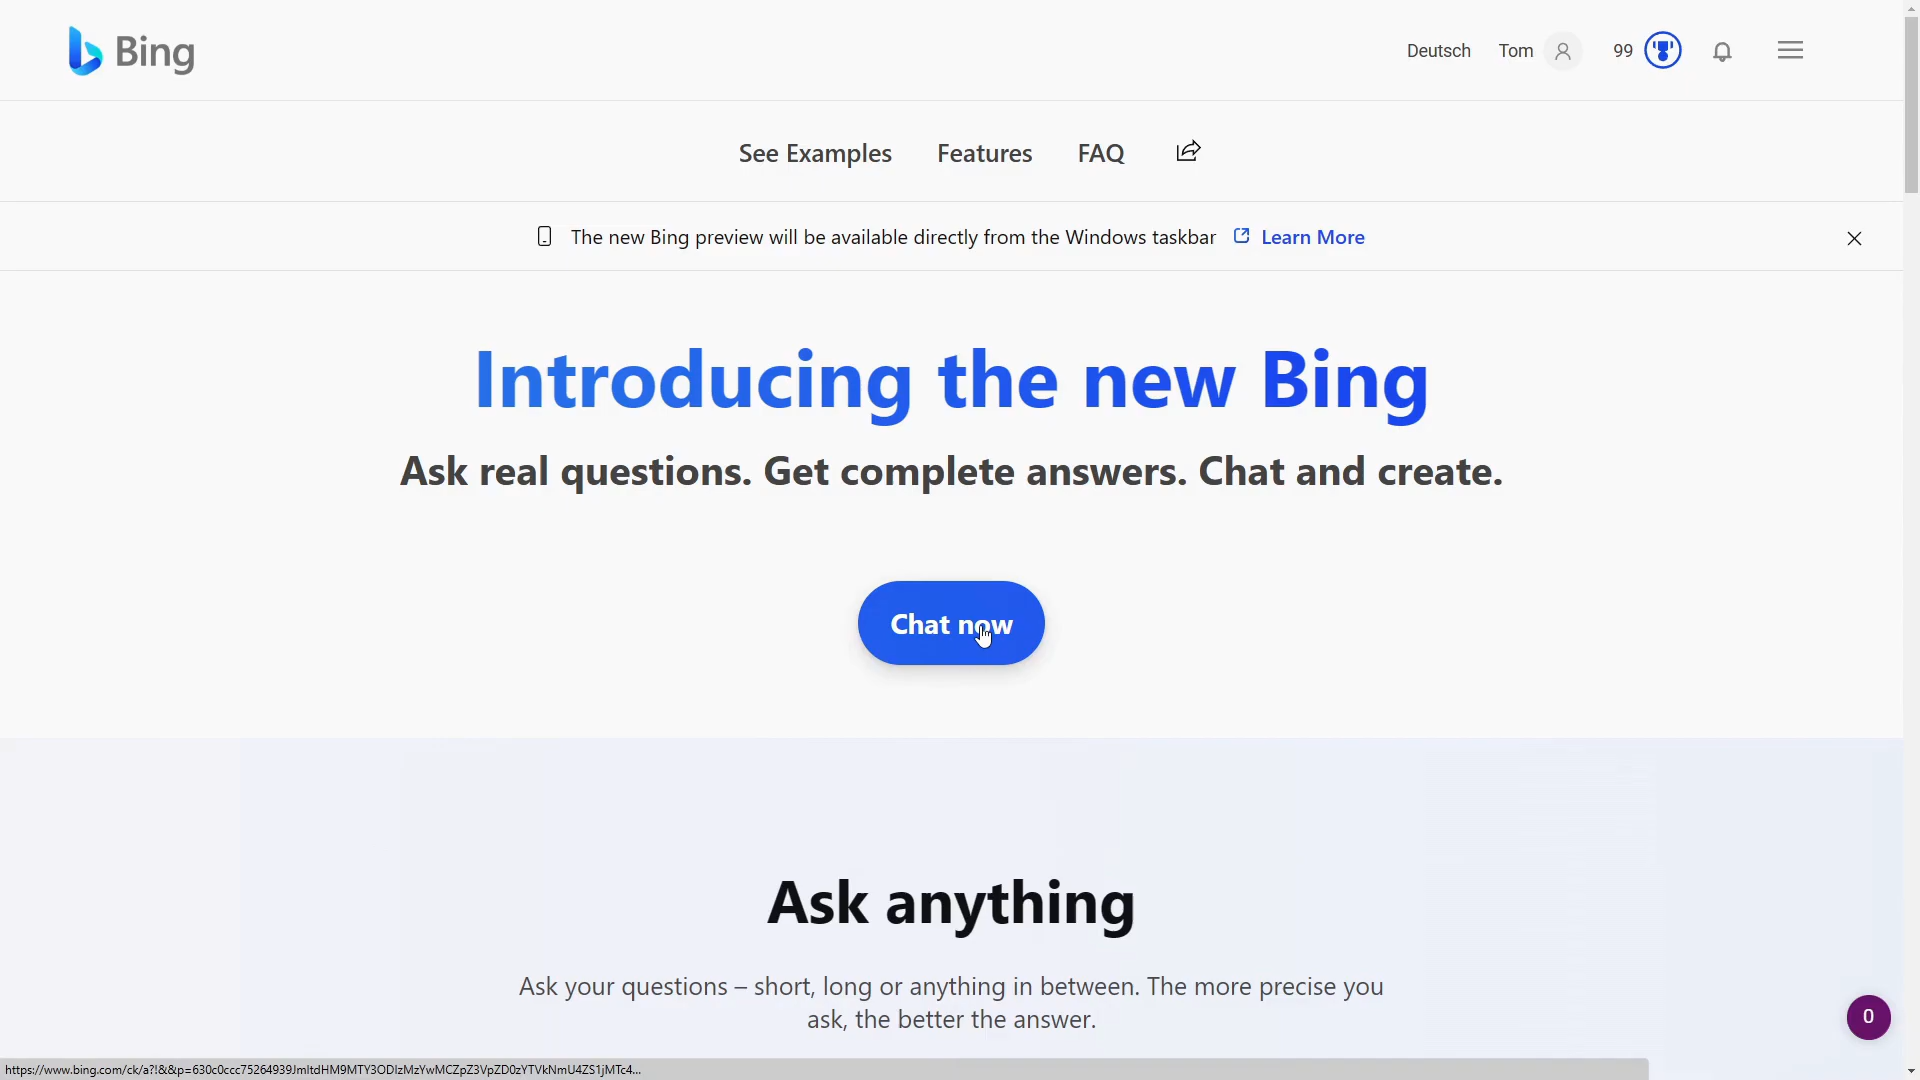 Bing
Deutsch Tom 99
See Examples Features FAQ
The new Bing preview will be available directly from the Windows taskbar Learn More
Introducing the new Bing
Ask real questions. Get complete answers. Chat and create.
Chat now
Ask anything
Ask your questions – short, long or anything in between. The more precise you
ask, the better the answer.
0